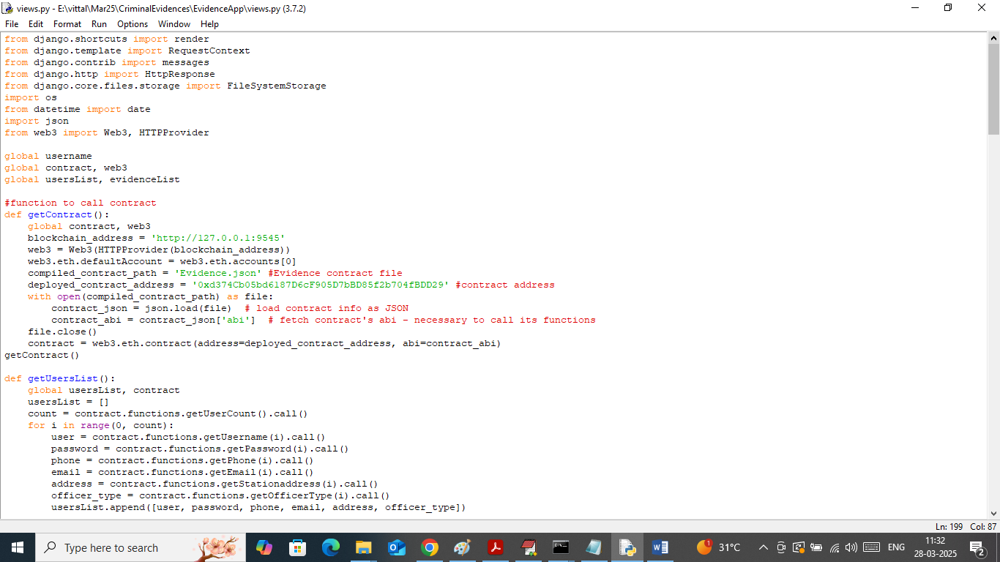 views.py - E:\vittal\Mar25\CriminalEvidences\EvidenceApp\views.py (3.7.2)
File Edit Format Run Options Window Help
from django.shortcuts import render
from django.template import RequestContext
from django.contrib import messages
from django.http import HttpResponse
from django.core.files.storage import FileSystemStorage
import os
from datetime import date
import json
from web3 import Web3, HTTPProvider

global username
global contract, web3
global usersList, evidenceList

#function to call contract
def getContract():
    global contract, web3
    blockchain_address = 'http://127.0.0.1:9545'
    web3 = Web3(HTTPProvider(blockchain_address))
    web3.eth.defaultAccount = web3.eth.accounts[0]
    compiled_contract_path = 'Evidence.json' #Evidence contract file
    deployed_contract_address = '0xd374Cb05bd6187D6cF905D7bBD85f2b704fBDD29' #contract address
    with open(compiled_contract_path) as file:
        contract_json = json.load(file)  # load contract info as JSON
        contract_abi = contract_json['abi']  # fetch contract's abi - necessary to call its functions
    file.close()
    contract = web3.eth.contract(address=deployed_contract_address, abi=contract_abi)
getContract()

def getUsersList():
    global usersList, contract
    usersList = []
    count = contract.functions.getUserCount().call()
    for i in range(0, count):
        user = contract.functions.getUsername(i).call()
        password = contract.functions.getPassword(i).call()
        phone = contract.functions.getPhone(i).call()
        email = contract.functions.getEmail(i).call()
        address = contract.functions.getStationaddress(i).call()
        officer_type = contract.functions.getOfficerType(i).call()
        usersList.append([user, password, phone, email, address, officer_type])
Ln: 199 Col: 87
Type here to search
1
31°C
ENG
11:32
28-03-2025
2